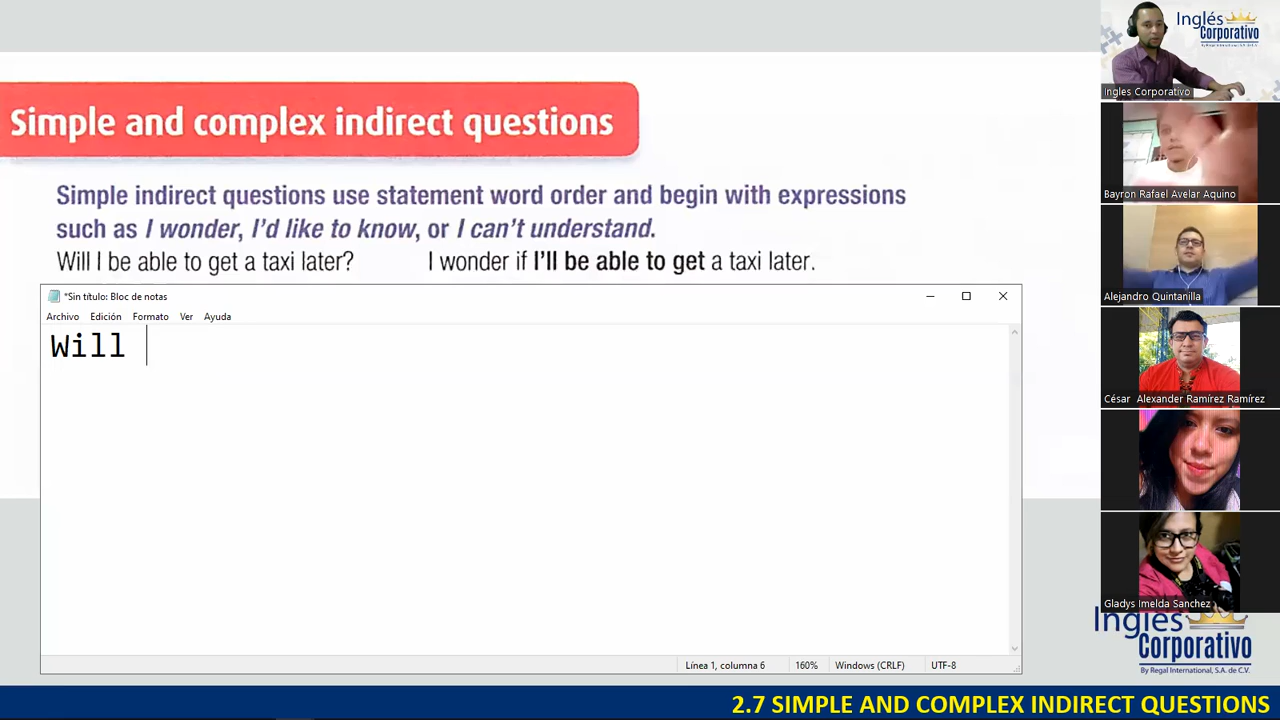 Simple and complex indirect questions
Simple indirect questions use statement word order and begin with expressions
such as I wonder, I'd like to know, or I can't understand.
Will I be able to get a taxi later? I wonder if I'll be able to get a taxi later.
*Sin título: Bloc de notas
Archivo Edición Formato Ver Ayuda
Will
Línea 1, columna 6 160% Windows (CRLF) UTF-8
Inglés
Corporativo
By Regal International, S.A. de C.V.
Ingles Corporativo
Bayron Rafael Avelar Aquino
Alejandro Quintanilla
César Alexander Ramírez Ramírez
Gladys Imelda Sanchez
Inglés
Corporativo
By Regal International, S.A. de C.V.
2.7 SIMPLE AND COMPLEX INDIRECT QUESTIONS